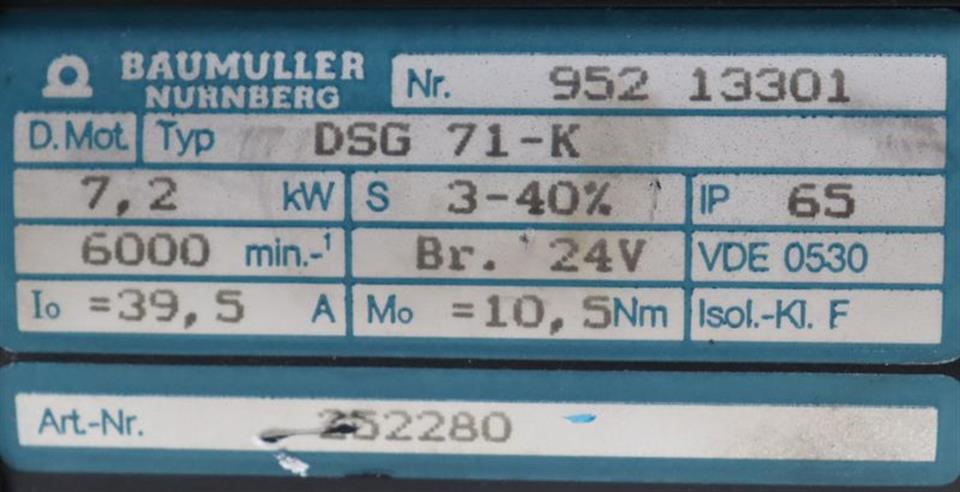 BAUMULLER
NURNBERG
Nr. 952 13301
D.Mot. Typ DSG 71-K
7,2 kW S 3-40% IP 65
6000 min.-¹ Br. 24V VDE 0530
Io =39,5 A Mo =10,5Nm Isol.-Kl. F
Art.-Nr. 252280